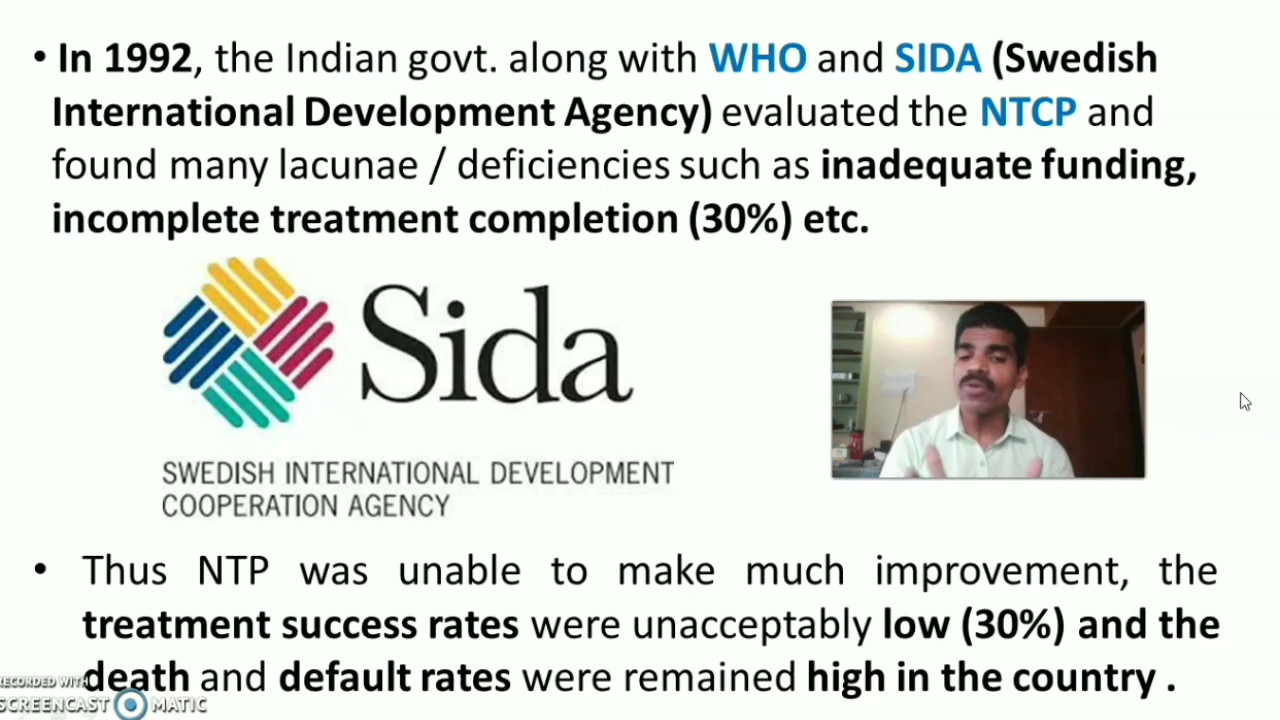 • In 1992, the Indian govt. along with WHO and SIDA (Swedish
International Development Agency) evaluated the NTCP and
found many lacunae / deficiencies such as inadequate funding,
incomplete treatment completion (30%) etc.
Sida
SWEDISH INTERNATIONAL DEVELOPMENT
COOPERATION AGENCY
• Thus NTP was unable to make much improvement, the
treatment success rates were unacceptably low (30%) and the
death and default rates were remained high in the country .
RECORDED WITH
SCREENCAST MATIC